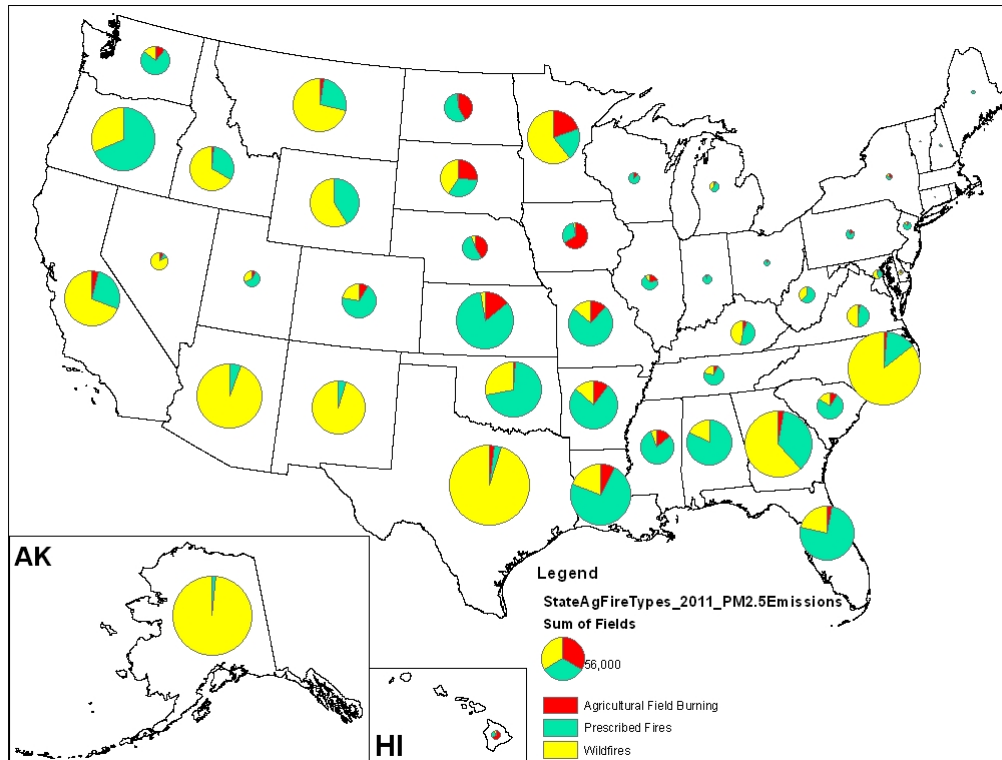 AK
HI
Legend
StateAgFireTypes_2011_PM2.5Emissions
Sum of Fields
56,000
Agricultural Field Burning
Prescribed Fires
Wildfires